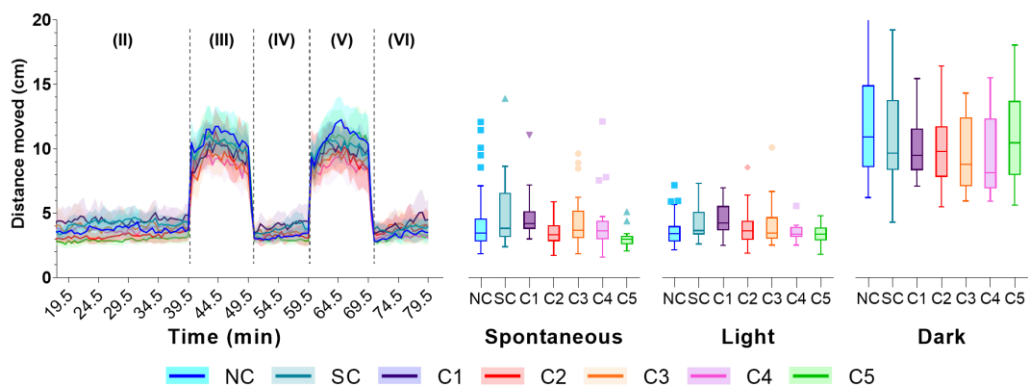 20
15
10
5
0
Distance moved (cm)
(II) (III) (IV) (V) (VI)
19.5 24.5 29.5 34.5 39.5 44.5 49.5 54.5 59.5 64.5 69.5 74.5 79.5
Time (min)
NC SC C1 C2 C3 C4 C5
Spontaneous
NC SC C1 C2 C3 C4 C5
Light
NC SC C1 C2 C3 C4 C5
Dark
NC SC C1 C2 C3 C4 C5